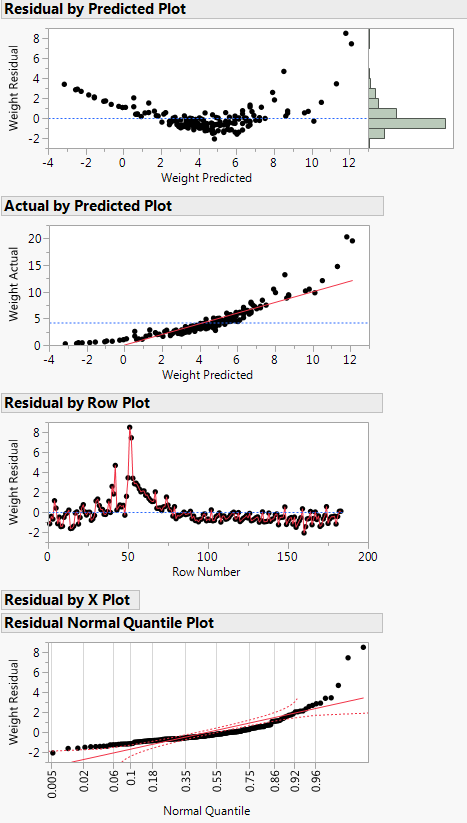 Residual by Predicted Plot
Weight Residual
8
6
4
2
0
-2
-4 -2 0 2 4 6 8 10 12
Weight Predicted
Actual by Predicted Plot
Weight Actual
20
15
10
5
0
-4 -2 0 2 4 6 8 10 12 14
Weight Predicted
Residual by Row Plot
Weight Residual
8
6
4
2
0
-2
0 50 100 150 200
Row Number
Residual by X Plot
Residual Normal Quantile Plot
Weight Residual
8
6
4
2
0
-2
0.005 0.02 0.06 0.1 0.18 0.35 0.55 0.75 0.86 0.92 0.96
Normal Quantile